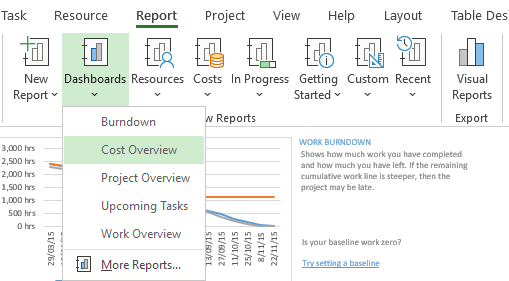 Task Resource Report Project View Help Layout Table Des
New Report Dashboards Resources Costs In Progress Getting Started Custom Recent Visual Reports
w Reports Export
Burndown
Cost Overview
Project Overview
Upcoming Tasks
Work Overview
More Reports...
3,000 hrs
2,500 hrs
2,000 hrs
1,500 hrs
1,000 hrs
500 hrs
0 hrs
29/03/15
13/09/15
27/09/15
11/10/15
25/10/15
8/11/15
22/11/15
WORK BURNDOWN
Shows how much work you have completed
and how much you have left. If the remaining
cumulative work line is steeper, then the
project may be late.
Is your baseline work zero?
Try setting a baseline